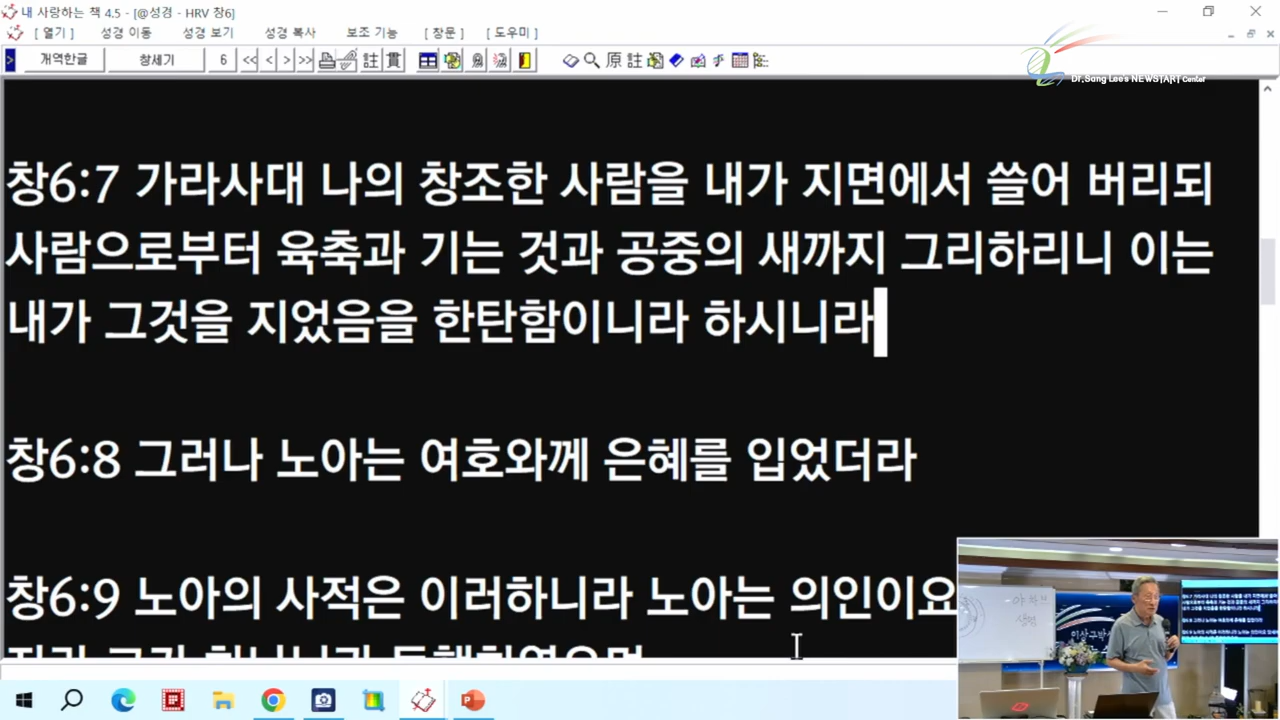 내 사랑하는 책 4.5 - [@성경 - HRV 창6]
[ 열기 ] 성경 이동 성경 보기 성경 복사 보조 기능 [ 창문 ] [ 도우미 ]
개역한글 창세기 6 << < > >> 註 貫 原 註
Dr.Sang Lee's NEWSTART Center
창6:7 가라사대 나의 창조한 사람을 내가 지면에서 쓸어 버리되
사람으로부터 육축과 기는 것과 공중의 새까지 그리하리니 이는
내가 그것을 지었음을 한탄함이니라 하시니라
창6:8 그러나 노아는 여호와께 은혜를 입었더라
창6:9 노아의 사적은 이러하니라 노아는 의인이요
생명